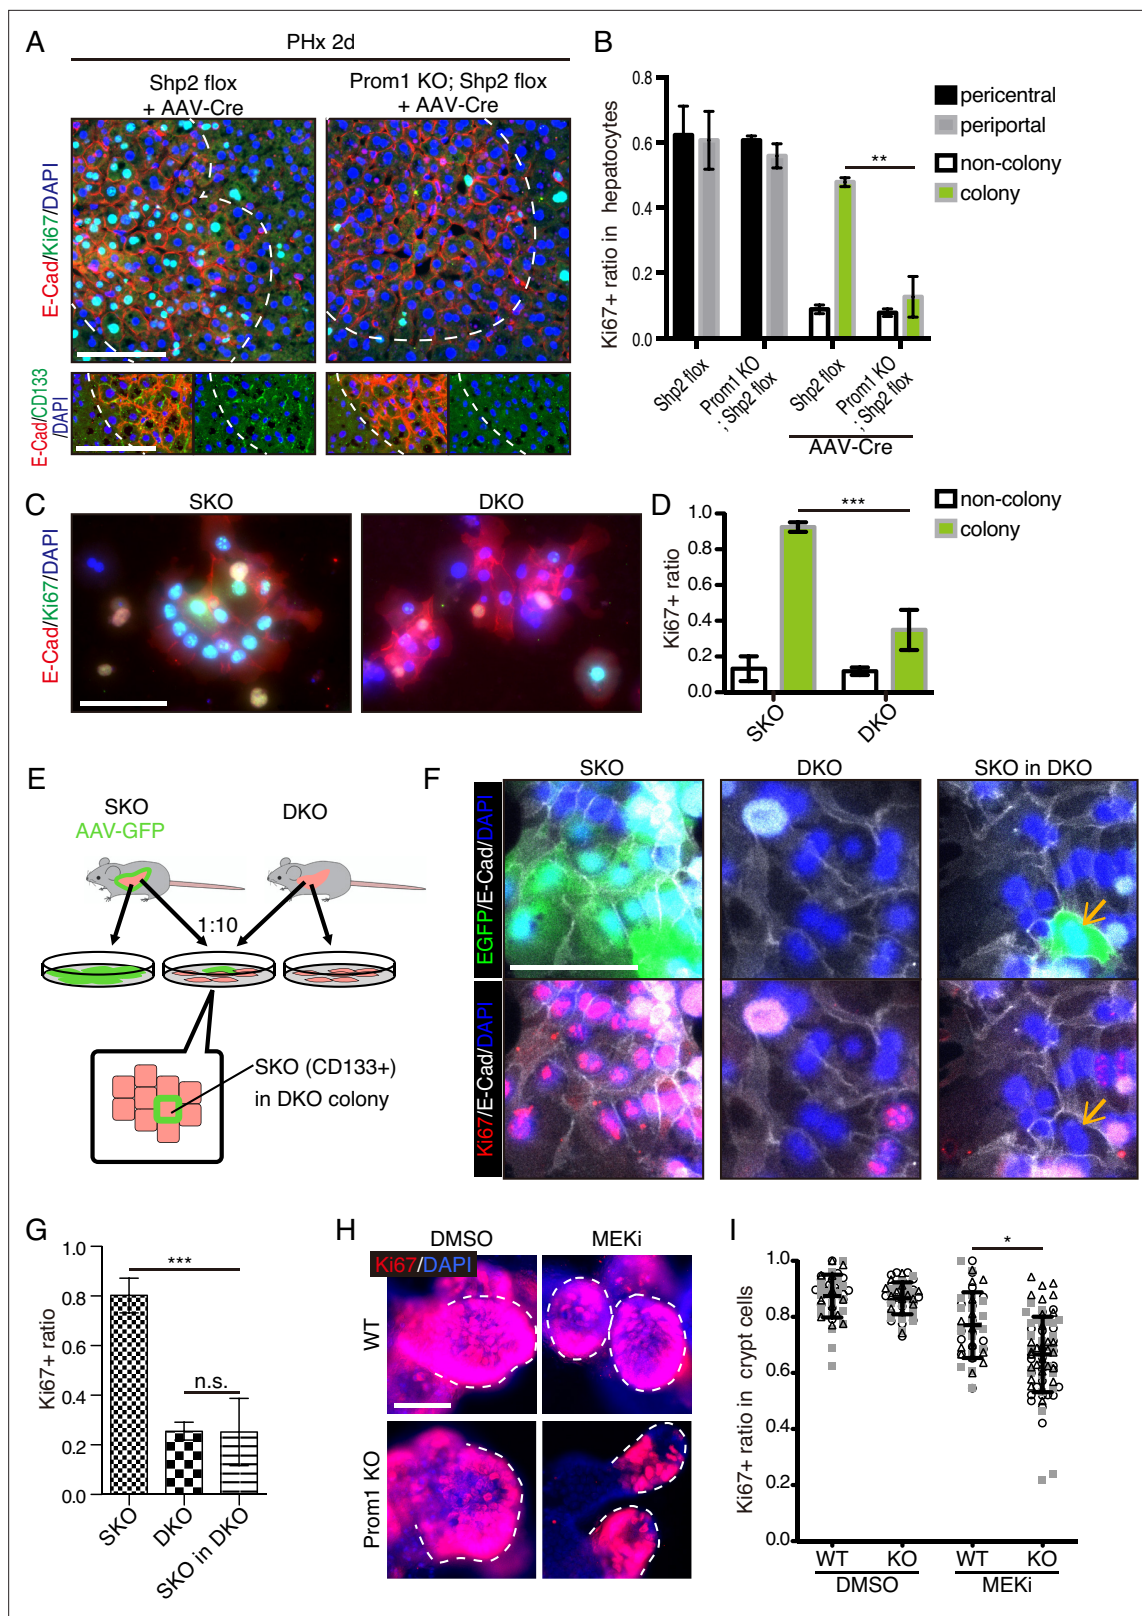 A
PHx 2d
Shp2 flox
+ AAV-Cre
Prom1 KO; Shp2 flox
+ AAV-Cre
E-Cad/Ki67/DAPI
E-Cad/CD133
/DAPI
B
Ki67+ ratio in hepatocytes
0.8
0.6
0.4
0.2
0.0
**
pericentral
periportal
non-colony
colony
Shp2 flox
Prom1 KO
; Shp2 flox
Shp2 flox
Prom1 KO
; Shp2 flox
AAV-Cre
C
SKO
DKO
E-Cad/Ki67/DAPI
D
Ki67+ ratio
1.0
0.8
0.6
0.4
0.2
0.0
***
non-colony
colony
SKO
DKO
E
SKO
AAV-GFP
DKO
1:10
SKO (CD133+)
in DKO colony
F
SKO
DKO
SKO in DKO
EGFP/E-Cad/DAPI
Ki67/E-Cad/DAPI
G
Ki67+ ratio
1.0
0.8
0.6
0.4
0.2
0.0
***
n.s.
SKO
DKO
SKO in DKO
H
DMSO
MEKi
Ki67/DAPI
WT
Prom1 KO
I
Ki67+ ratio in crypt cells
1.0
0.8
0.6
0.4
0.2
0.0
*
WT
KO
WT
KO
DMSO
MEKi